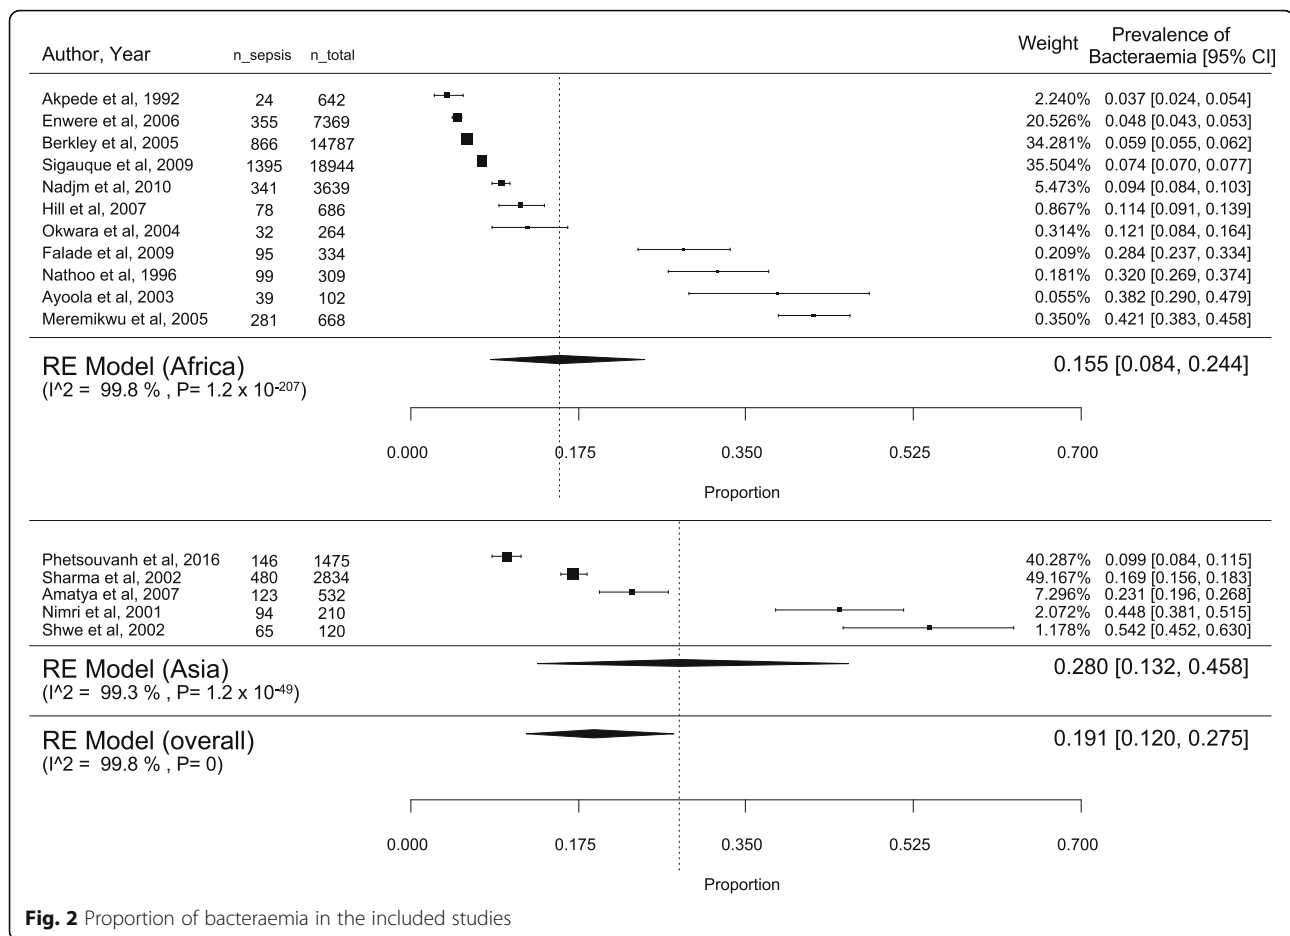 Author, Year n_sepsis n_total Weight Prevalence of Bacteraemia [95% CI]
Akpede et al, 1992 24 642 2.240% 0.037 [0.024, 0.054]
Enwere et al, 2006 355 7369 20.526% 0.048 [0.043, 0.053]
Berkley et al, 2005 866 14787 34.281% 0.059 [0.055, 0.062]
Sigauque et al, 2009 1395 18944 35.504% 0.074 [0.070, 0.077]
Nadjm et al, 2010 341 3639 5.473% 0.094 [0.084, 0.103]
Hill et al, 2007 78 686 0.867% 0.114 [0.091, 0.139]
Okwara et al, 2004 32 264 0.314% 0.121 [0.084, 0.164]
Falade et al, 2009 95 334 0.209% 0.284 [0.237, 0.334]
Nathoo et al, 1996 99 309 0.181% 0.320 [0.269, 0.374]
Ayoola et al, 2003 39 102 0.055% 0.382 [0.290, 0.479]
Meremikwu et al, 2005 281 668 0.350% 0.421 [0.383, 0.458]
RE Model (Africa) 0.155 [0.084, 0.244]
(I^2 = 99.8 % , P= 1.2 x 10-207)
0.000 0.175 0.350 0.525 0.700
Proportion
Phetsouvanh et al, 2016 146 1475 40.287% 0.099 [0.084, 0.115]
Sharma et al, 2002 480 2834 49.167% 0.169 [0.156, 0.183]
Amatya et al, 2007 123 532 7.296% 0.231 [0.196, 0.268]
Nimri et al, 2001 94 210 2.072% 0.448 [0.381, 0.515]
Shwe et al, 2002 65 120 1.178% 0.542 [0.452, 0.630]
RE Model (Asia) 0.280 [0.132, 0.458]
(I^2 = 99.3 % , P= 1.2 x 10-49)
RE Model (overall) 0.191 [0.120, 0.275]
(I^2 = 99.8 % , P= 0)
0.000 0.175 0.350 0.525 0.700
Proportion
Fig. 2 Proportion of bacteraemia in the included studies